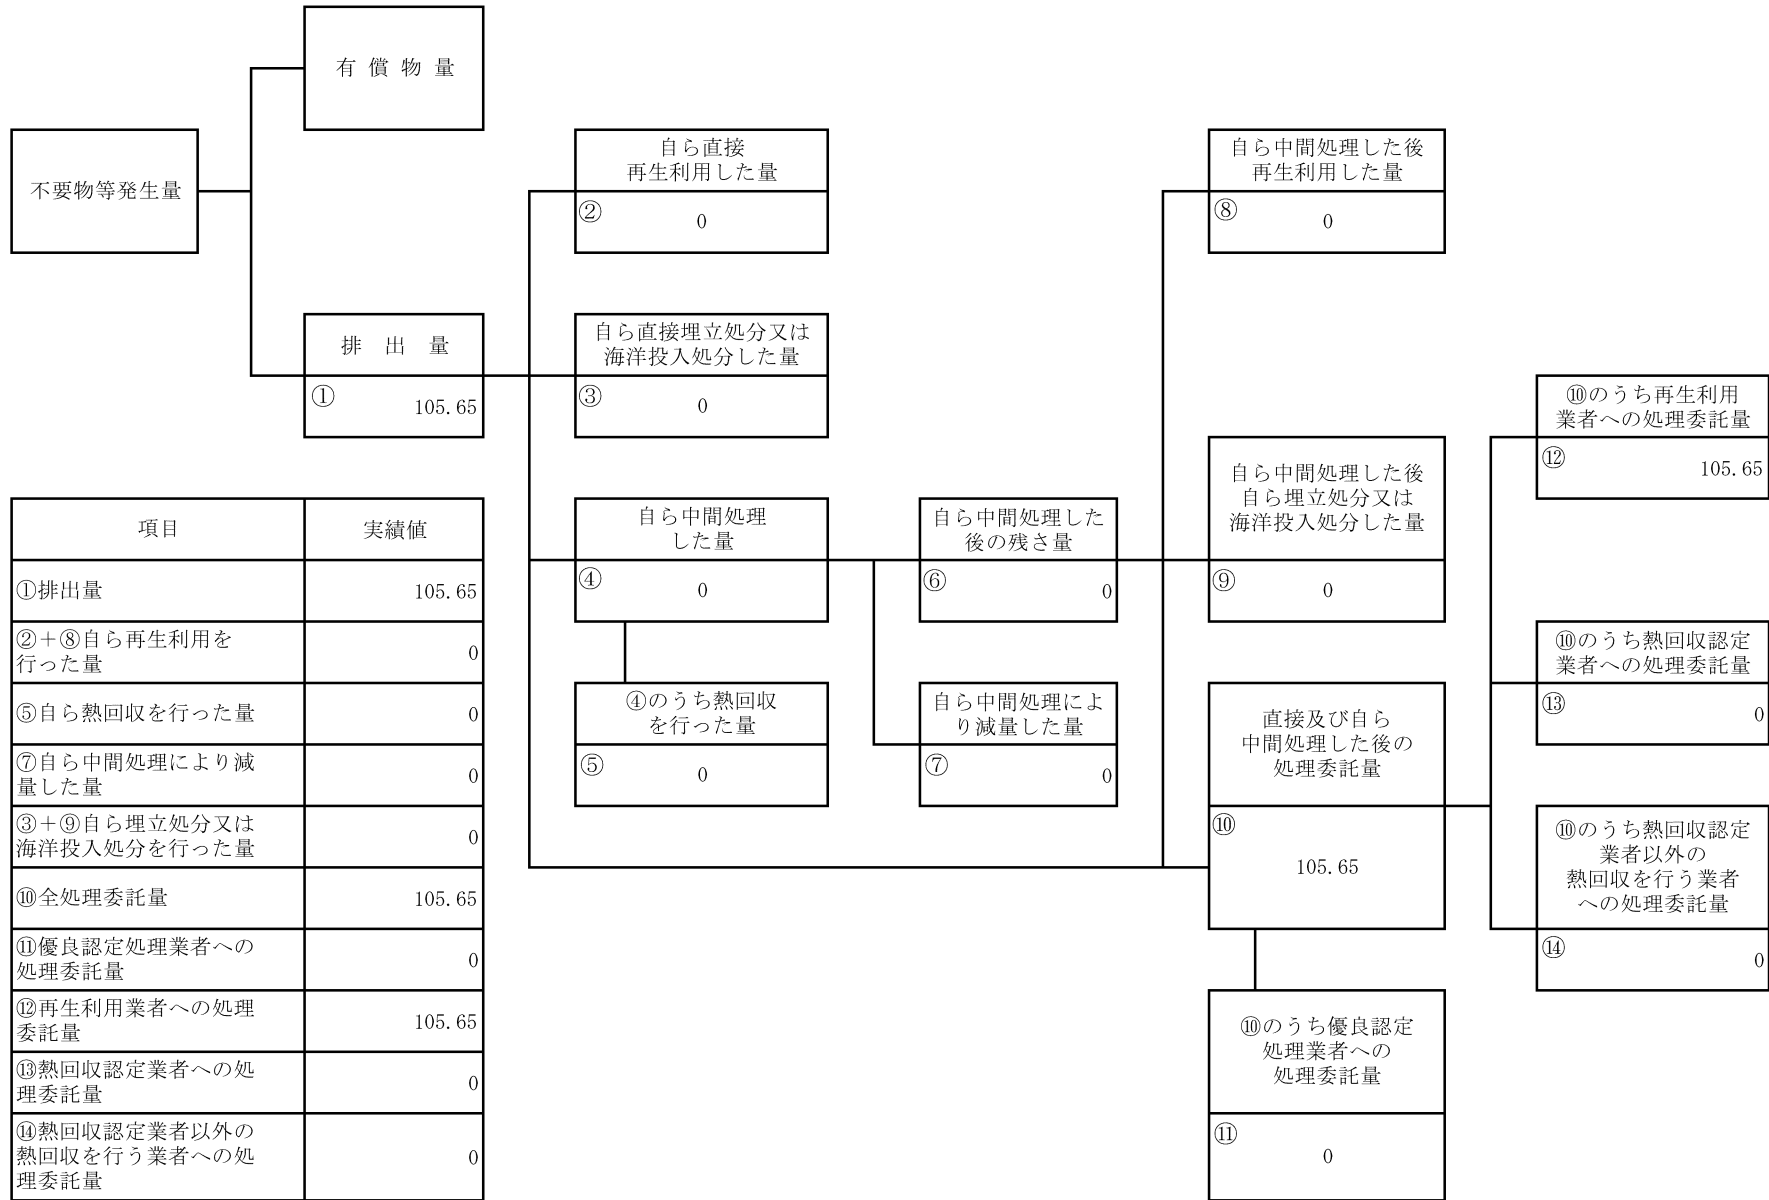 有償物量
不要物等発生量
排出量
①
105.65
自ら直接
再生利用した量
②
0
自ら直接埋立処分又は
海洋投入処分した量
③
0
自ら中間処理
した量
④
0
④のうち熱回収
を行った量
⑤
0
自ら中間処理した
後の残さ量
⑥
0
自ら中間処理によ
り減量した量
⑦
0
自ら中間処理した後
再生利用した量
⑧
0
自ら中間処理した後
自ら埋立処分又は
海洋投入処分した量
⑨
0
直接及び自ら
中間処理した後の
処理委託量
⑩
105.65
⑩のうち優良認定
処理業者への
処理委託量
⑪
0
⑩のうち再生利用
業者への処理委託量
⑫
105.65
⑩のうち熱回収認定
業者への処理委託量
⑬
0
⑩のうち熱回収認定
業者以外の
熱回収を行う業者
への処理委託量
⑭
0
項目 実績値
①排出量 105.65
②+⑧自ら再生利用を
行った量 0
⑤自ら熱回収を行った量 0
⑦自ら中間処理により減
量した量 0
③+⑨自ら埋立処分又は
海洋投入処分を行った量 0
⑩全処理委託量 105.65
⑪優良認定処理業者への
処理委託量 0
⑫再生利用業者への処理
委託量 105.65
⑬熱回収認定業者への処
理委託量 0
⑭熱回収認定業者以外の
熱回収を行う業者への処
理委託量 0